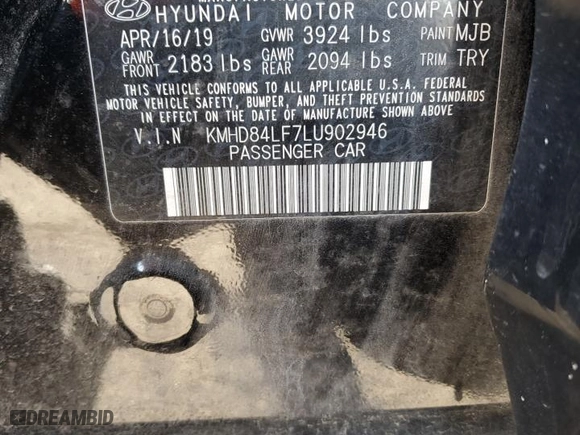 HYUNDAI MOTOR COMPANY
APR/16/19 GVWR 3924 lbs PAINT MJB
GAWR FRONT 2183 lbs GAWR REAR 2094 lbs TRIM TRY
THIS VEHICLE CONFORMS TO ALL APPLICABLE U.S.A. FEDERAL
MOTOR VEHICLE SAFETY, BUMPER, AND THEFT PREVENTION STANDARDS
IN EFFECT ON THE DATE OF MANUFACTURE SHOWN ABOVE
V.I.N KMHD84LF7LU902946
PASSENGER CAR
DREAMBID